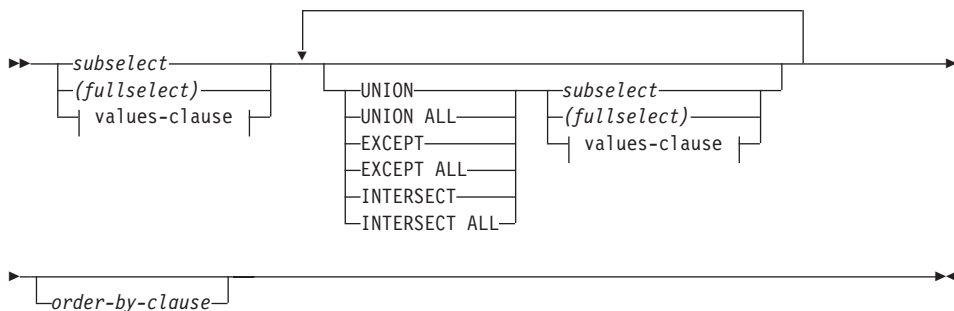 subselect
(fullselect)
values-clause
UNION
UNION ALL
EXCEPT
EXCEPT ALL
INTERSECT
INTERSECT ALL
subselect
(fullselect)
values-clause
order-by-clause